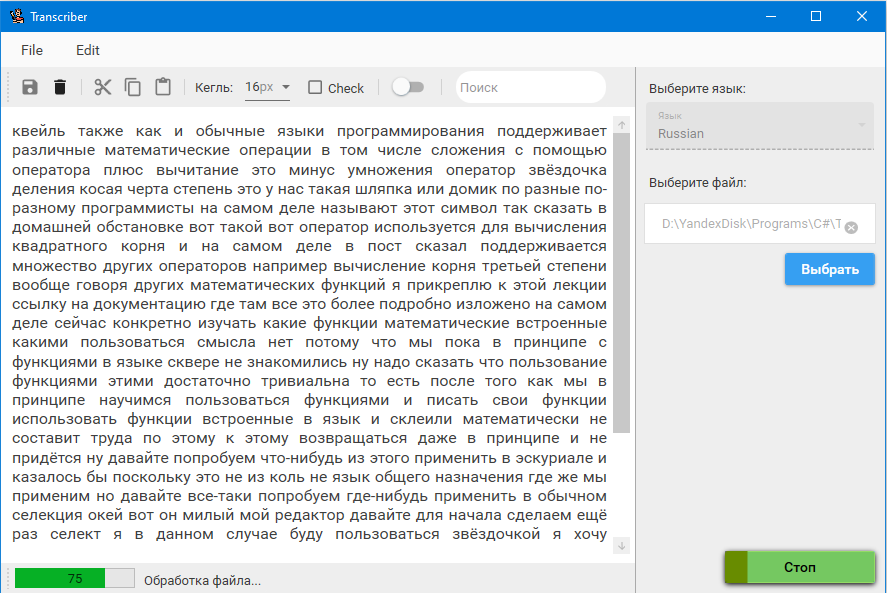 Transcriber
File Edit
Кегль: 16px Check Поиск
квейль также как и обычные языки программирования поддерживает
различные математические операции в том числе сложения с помощью
оператора плюс вычитание это минус умножения оператор звёздочка
деления косая черта степень это у нас такая шляпка или домик по разные по-
разному программисты на самом деле называют этот символ так сказать в
домашней обстановке вот такой вот оператор используется для вычисления
квадратного корня и на самом деле в пост сказал поддерживается
множество других операторов например вычисление корня третьей степени
вообще говоря других математических функций я прикреплю к этой лекции
ссылку на документацию где там все это более подробно изложено на самом
деле сейчас конкретно изучать какие функции математические встроенные
какими пользоваться смысла нет потому что мы пока в принципе с
функциями в языке сквере не знакомились ну надо сказать что пользование
функциями этими достаточно тривиальна то есть после того как мы в
принципе научимся пользоваться функциями и писать свои функции
использовать функции встроенные в язык и склеили математически не
составит труда по этому к этому возвращаться даже в принципе и не
придётся ну давайте попробуем что-нибудь из этого применить в эскуриале и
казалось бы поскольку это не из коль не язык общего назначения где же мы
применим но давайте все-таки попробуем где-нибудь применить в обычном
селекция окей вот он милый мой редактор давайте для начала сделаем ещё
раз селект я в данном случае буду пользоваться звёздочкой я хочу
75 Обработка файла...
Выберите язык:
Язык
Russian
Выберите файл:
D:\YandexDisk\Programs\C#\T
Выбрать
Стоп